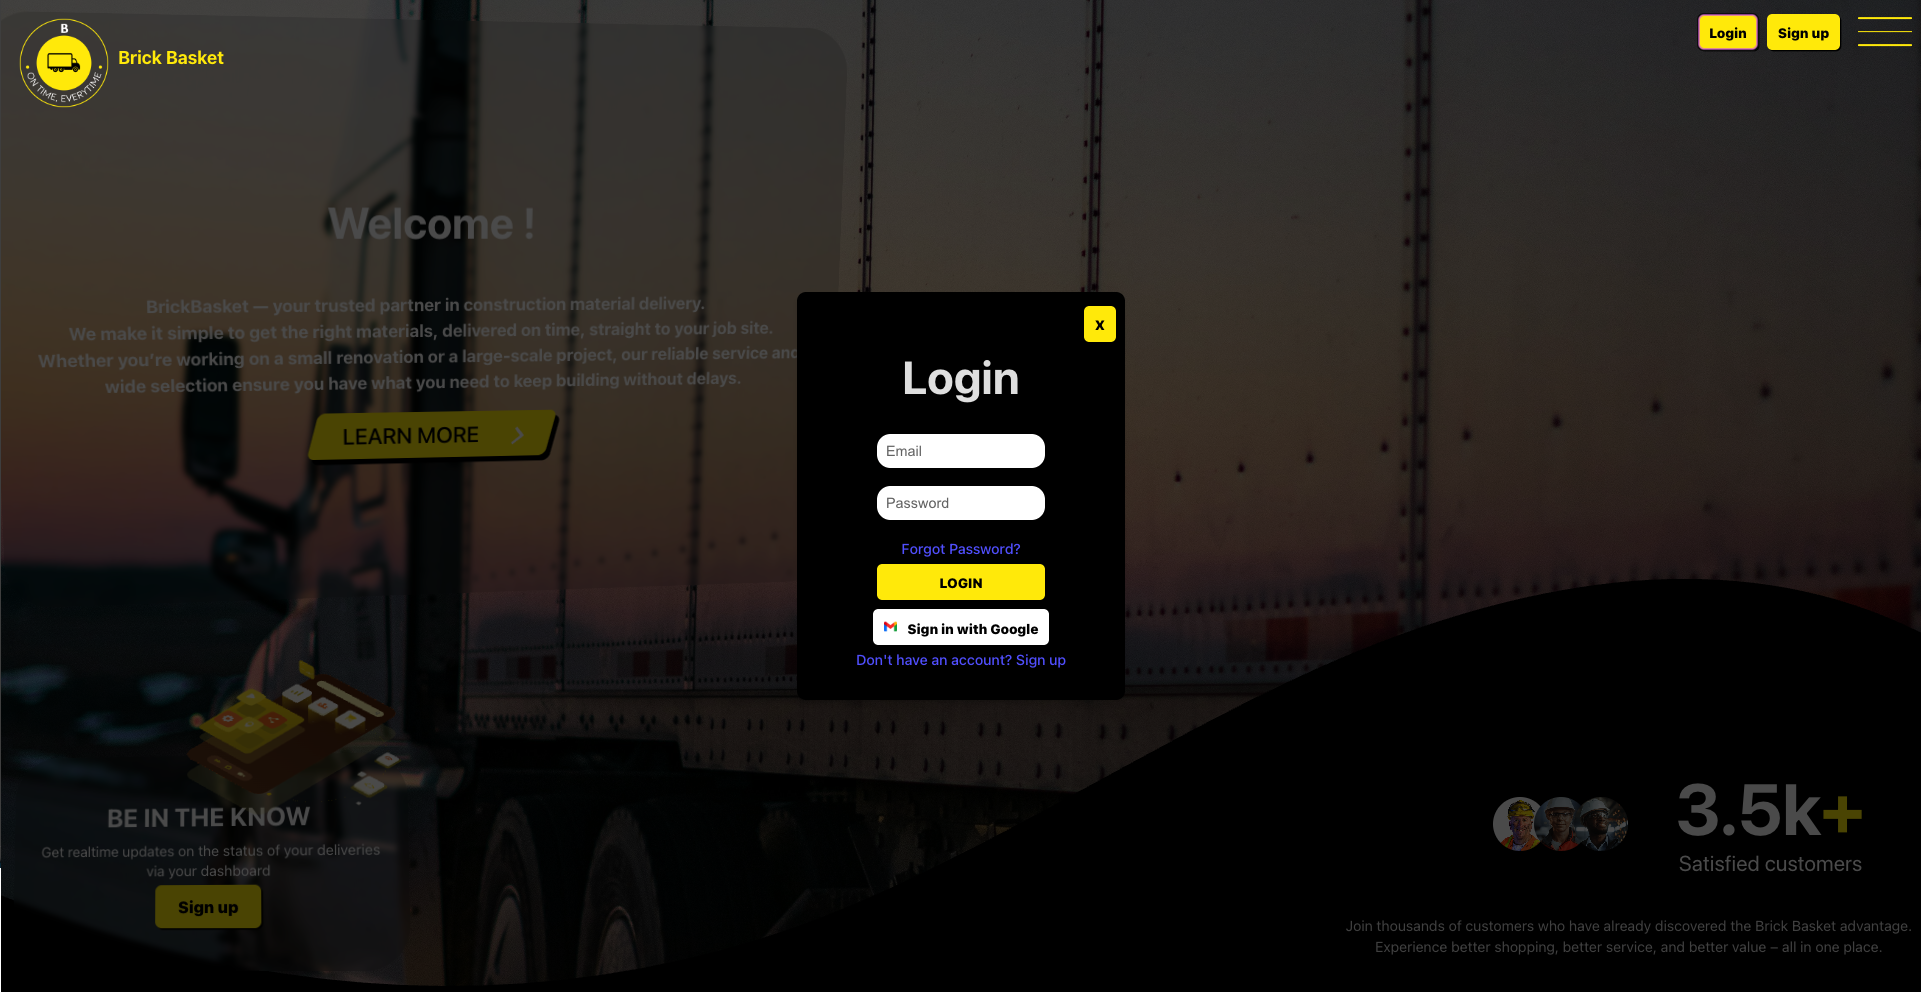 B
ON TIME, EVERYTIME
Brick Basket
Login
Sign up
Welcome !
BrickBasket — your trusted partner in construction material delivery.
We make it simple to get the right materials, delivered on time, straight to your job site.
Whether you're working on a small renovation or a large-scale project, our reliable service and
wide selection ensure you have what you need to keep building without delays.
LEARN MORE
X
Login
Email
Password
Forgot Password?
LOGIN
Sign in with Google
Don't have an account? Sign up
BE IN THE KNOW
Get realtime updates on the status of your deliveries
via your dashboard
Sign up
3.5k+
Satisfied customers
Join thousands of customers who have already discovered the Brick Basket advantage.
Experience better shopping, better service, and better value – all in one place.